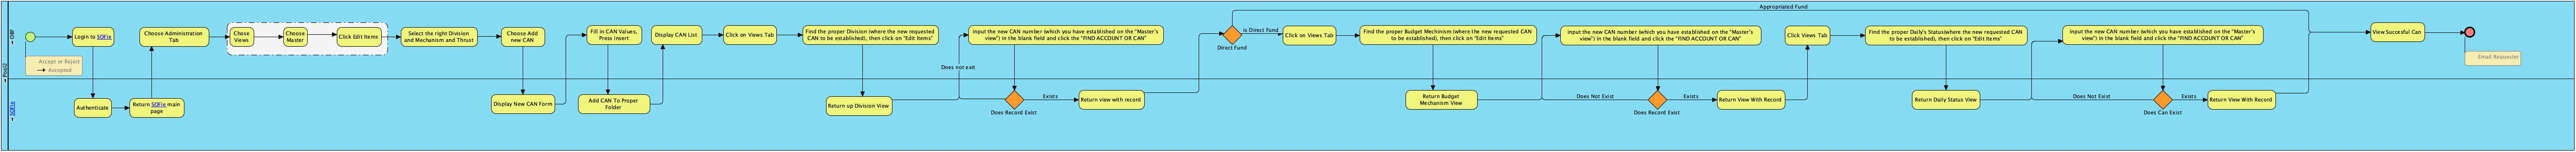 Pool2
OBF
SOFie
Accept or Reject
Accepted
Login to SOFie
Authenticate
Return SOFie main
page
Choose Administration
Tab
Chose
Views
Choose
Master
Click Edit Items
Select the right Division
and Mechanism and Thrust
Choose Add
new CAN
Display New CAN Form
Fill in CAN Values,
Press insert
Add CAN To Proper
Folder
Display CAN List
Click on Views Tab
Find the proper Division (where the new requested
CAN to be established), then click on "Edit Items"
Return up Division View
Does not exit
input the new CAN number (which you have established on the "Master's
view") in the blank field and click the "FIND ACCOUNT OR CAN"
Does Record Exist
Exists
Return view with record
Direct Fund
is Direct Fund
Appropriated Fund
Click on Views Tab
Find the proper Budget Mechinism (where the new requested CAN
to be established), then click on "Edit Items"
Return Budget
Mechanism View
Does Not Exist
input the new CAN number (which you have established on the "Master's
view") in the blank field and click the "FIND ACCOUNT OR CAN"
Does Record Exist
Exists
Return View With Record
Click Views Tab
Find the proper Daily's Status(where the new requested CAN
to be established), then click on "Edit Items"
Return Daily Status View
Does Not Exist
input the new CAN number (which you have established on the "Master's
view") in the blank field and click the "FIND ACCOUNT OR CAN"
Does Can Exist
Exists
Return View With Record
View Succesful Can
Email Requester